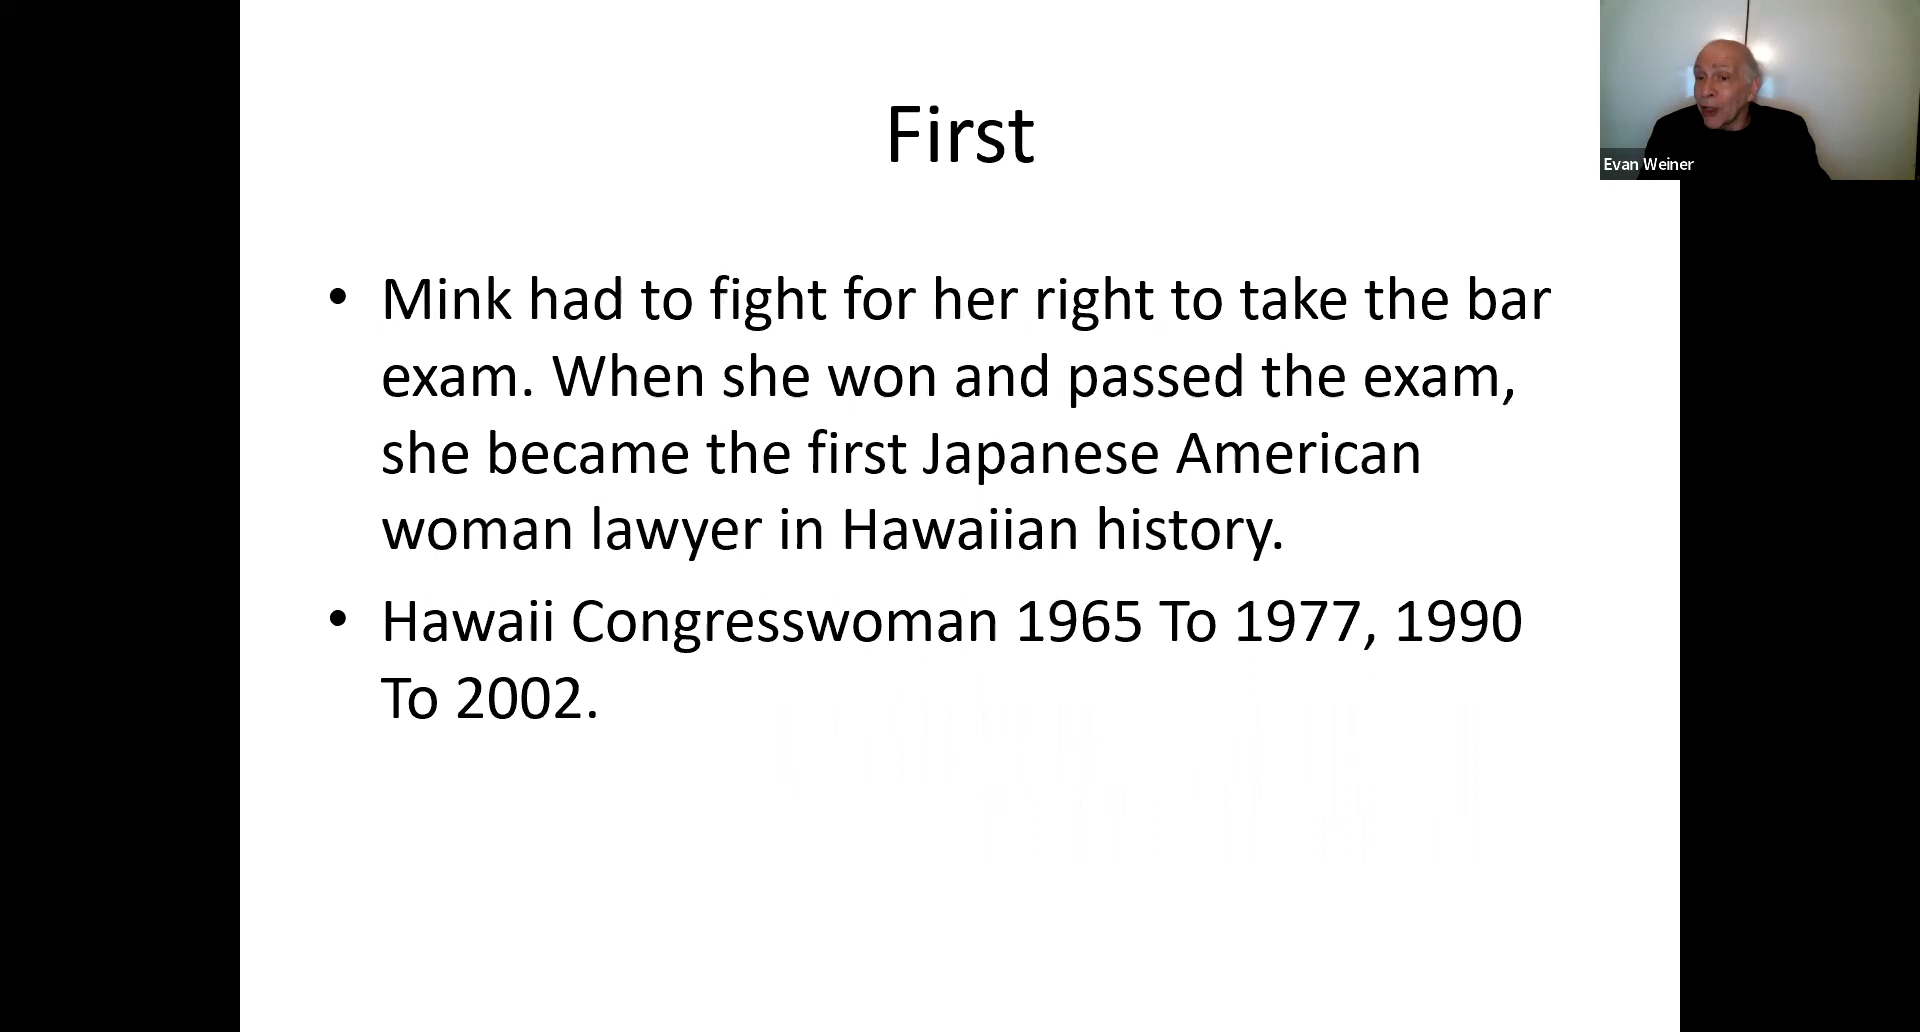 First
Evan Weiner
• Mink had to fight for her right to take the bar
exam. When she won and passed the exam,
she became the first Japanese American
woman lawyer in Hawaiian history.
• Hawaii Congresswoman 1965 To 1977, 1990
To 2002.